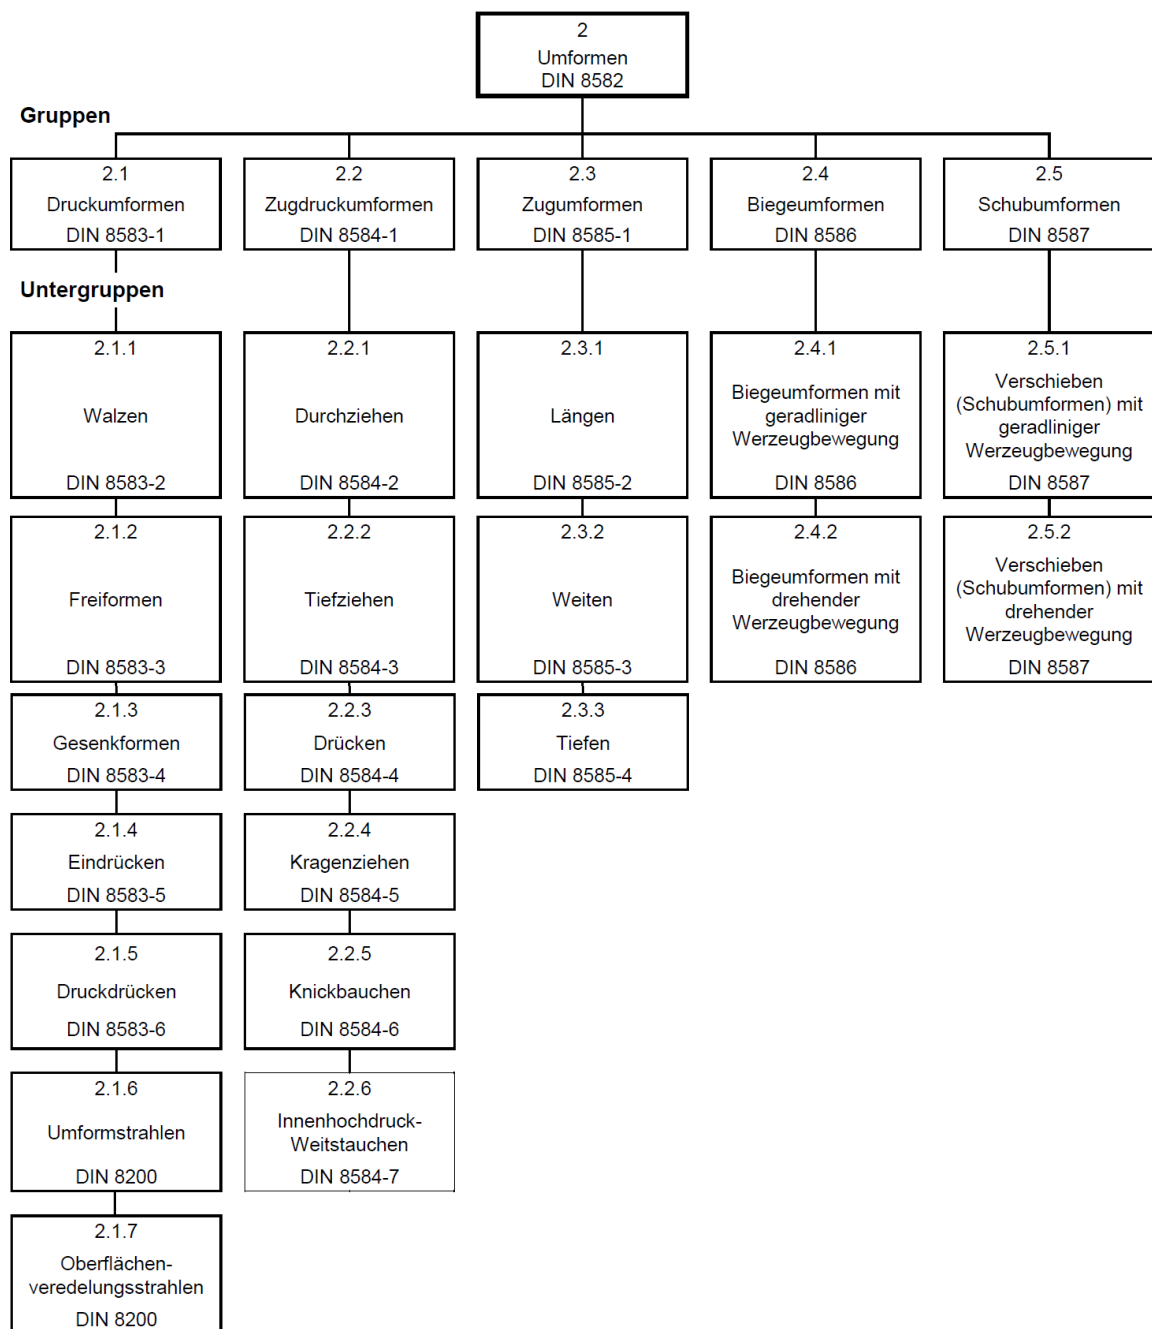 2
Umformen
DIN 8582
Gruppen
2.1
Druckumformen
DIN 8583-1
2.2
Zugdruckumformen
DIN 8584-1
2.3
Zugumformen
DIN 8585-1
2.4
Biegeumformen
DIN 8586
2.5
Schubumformen
DIN 8587
Untergruppen
2.1.1
Walzen
DIN 8583-2
2.2.1
Durchziehen
DIN 8584-2
2.3.1
Längen
DIN 8585-2
2.4.1
Biegeumformen mit
geradliniger
Werzeugbewegung
DIN 8586
2.5.1
Verschieben
(Schubumformen) mit
geradliniger
Werzeugbewegung
DIN 8587
2.1.2
Freiformen
DIN 8583-3
2.2.2
Tiefziehen
DIN 8584-3
2.3.2
Weiten
DIN 8585-3
2.4.2
Biegeumformen mit
drehender
Werzeugbewegung
DIN 8586
2.5.2
Verschieben
(Schubumformen) mit
drehender
Werzeugbewegung
DIN 8587
2.1.3
Gesenkformen
DIN 8583-4
2.2.3
Drücken
DIN 8584-4
2.3.3
Tiefen
DIN 8585-4
2.1.4
Eindrücken
DIN 8583-5
2.2.4
Kragenziehen
DIN 8584-5
2.1.5
Druckdrücken
DIN 8583-6
2.2.5
Knickbauchen
DIN 8584-6
2.1.6
Umformstrahlen
DIN 8200
2.2.6
Innenhochdruck-
Weitstauchen
DIN 8584-7
2.1.7
Oberflächen-
veredelungsstrahlen
DIN 8200